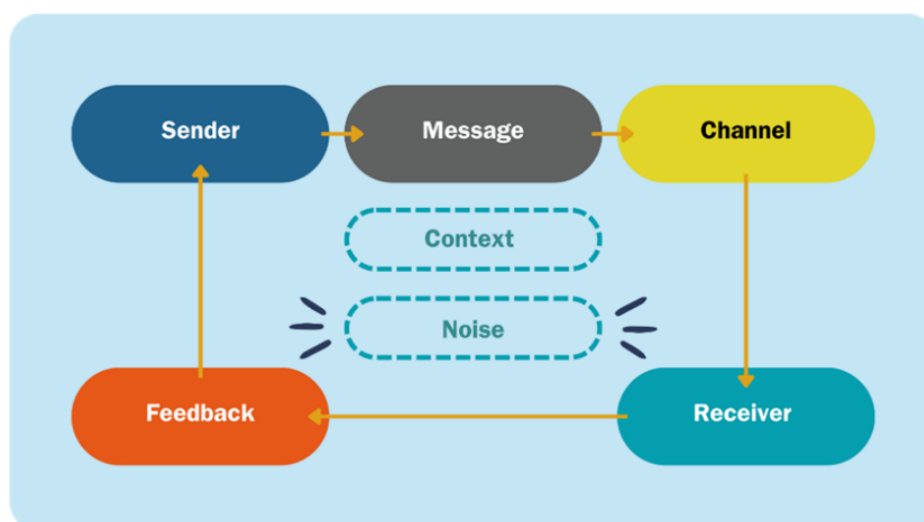 Sender
Message
Channel
Context
Noise
Feedback
Receiver